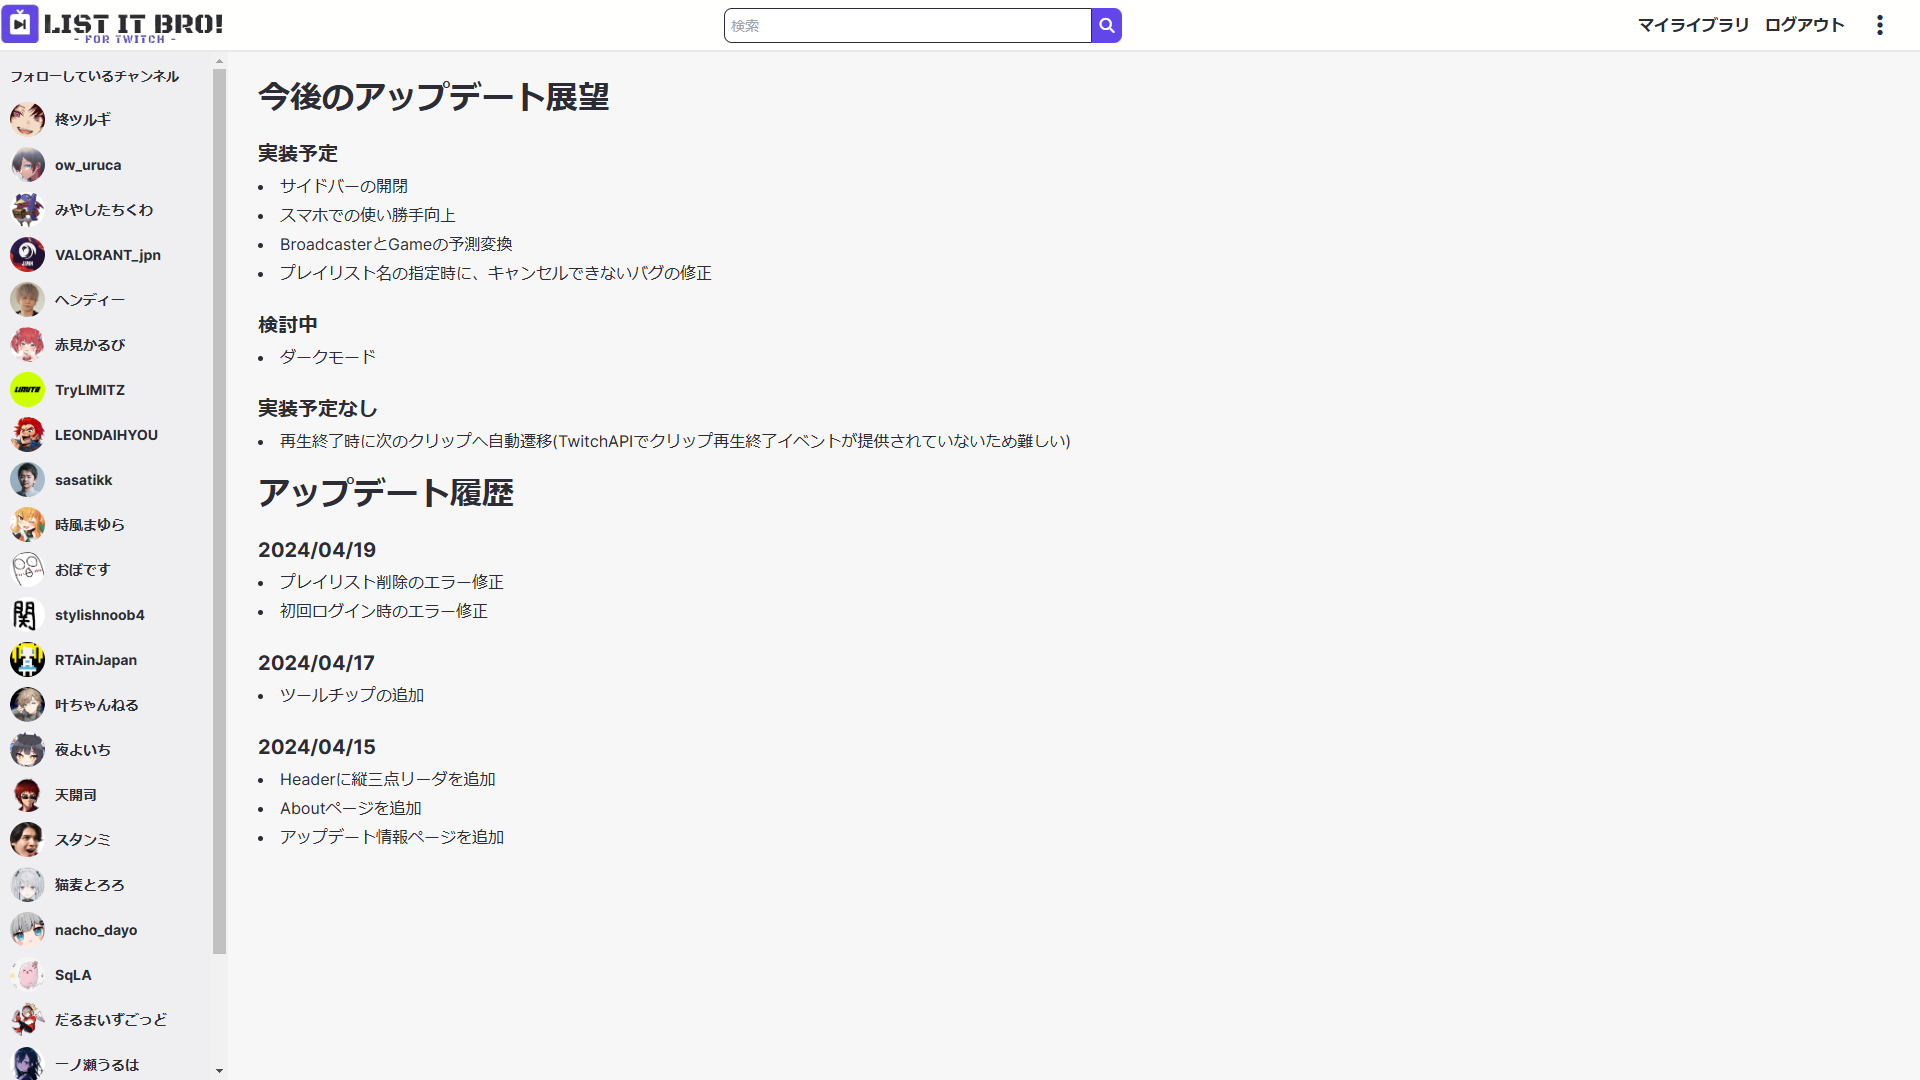 LIST IT BRO!
- FOR TWITCH -
検索
マイライブラリ ログアウト
フォローしているチャンネル
柊ツルギ
ow_uruca
みやしたちくわ
VALORANT_jpn
ヘンディー
赤見かるび
TryLIMITZ
LEONDAIHYOU
sasatikk
時風まゆら
おぼです
stylishnoob4
RTAinJapan
叶ちゃんねる
夜よいち
天開司
スタンミ
猫麦とろろ
nacho_dayo
SqLA
だるまいずごっど
一ノ瀬うるは
今後のアップデート展望
実装予定
• サイドバーの開閉
• スマホでの使い勝手向上
• BroadcasterとGameの予測変換
• プレイリスト名の指定時に、キャンセルできないバグの修正
検討中
• ダークモード
実装予定なし
• 再生終了時に次のクリップへ自動遷移(TwitchAPIでクリップ再生終了イベントが提供されていないため難しい)
アップデート履歴
2024/04/19
• プレイリスト削除のエラー修正
• 初回ログイン時のエラー修正
2024/04/17
• ツールチップの追加
2024/04/15
• Headerに縦三点リーダを追加
• Aboutページを追加
• アップデート情報ページを追加